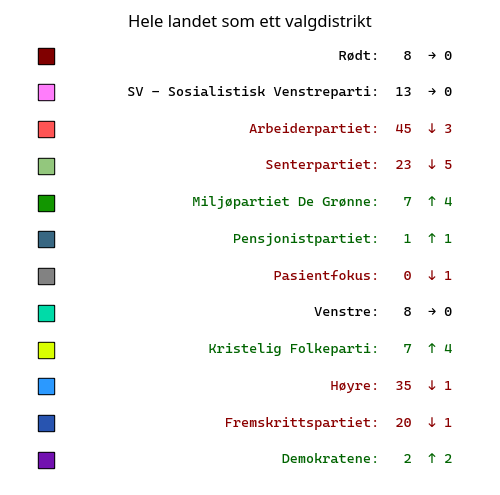 Hele landet som ett valgdistrikt
Rødt: 8 → 0
SV – Sosialistisk Venstreparti: 13 → 0
Arbeiderpartiet: 45 ↓ 3
Senterpartiet: 23 ↓ 5
Miljøpartiet De Grønne: 7 ↑ 4
Pensjonistpartiet: 1 ↑ 1
Pasientfokus: 0 ↓ 1
Venstre: 8 → 0
Kristelig Folkeparti: 7 ↑ 4
Høyre: 35 ↓ 1
Fremskrittspartiet: 20 ↓ 1
Demokratene: 2 ↑ 2